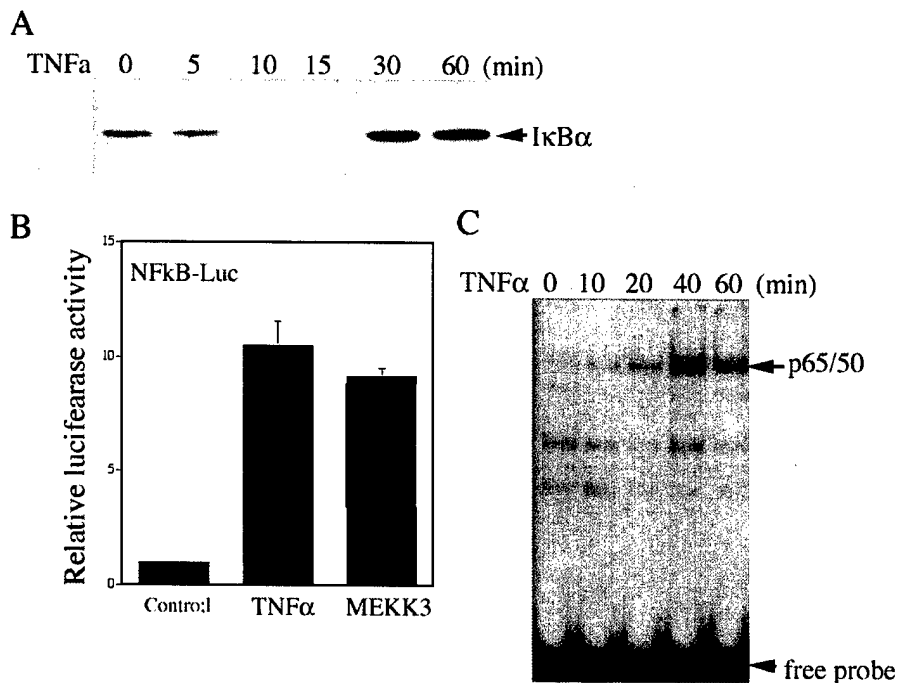 A
TNFa 0 5 10 15 30 60 (min)
IκBα
B
Relative lucifearase activity
15
10
5
0
NFkB-Luc
Contro;l TNFα MEKK3
C
TNFα 0 10 20 40 60 (min)
p65/50
free probe